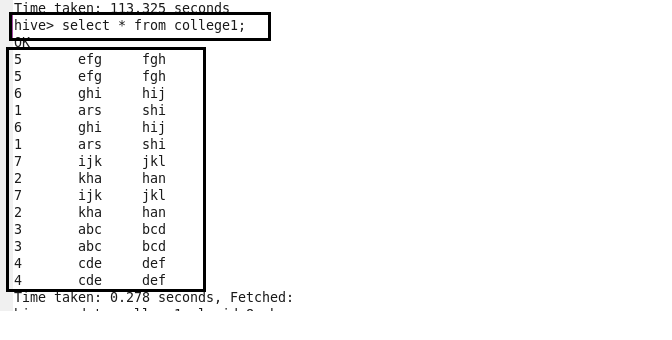 Time taken: 113.325 seconds
hive> select * from college1;
OK
5 efg fgh
5 efg fgh
6 ghi hij
1 ars shi
6 ghi hij
1 ars shi
7 ijk jkl
2 kha han
7 ijk jkl
2 kha han
3 abc bcd
3 abc bcd
4 cde def
4 cde def
Time taken: 0.278 seconds, Fetched: